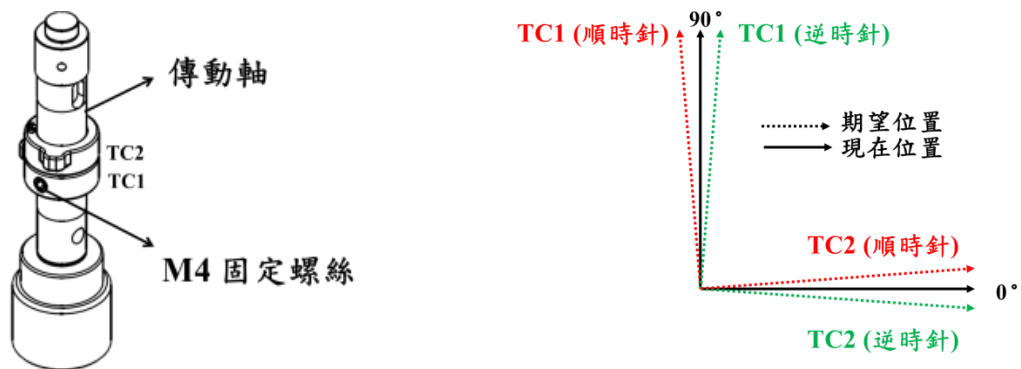 傳動軸
TC2
TC1
M4 固定螺絲
90°
TC1 (順時針)
TC1 (逆時針)
期望位置
現在位置
TC2 (順時針)
0°
TC2 (逆時針)